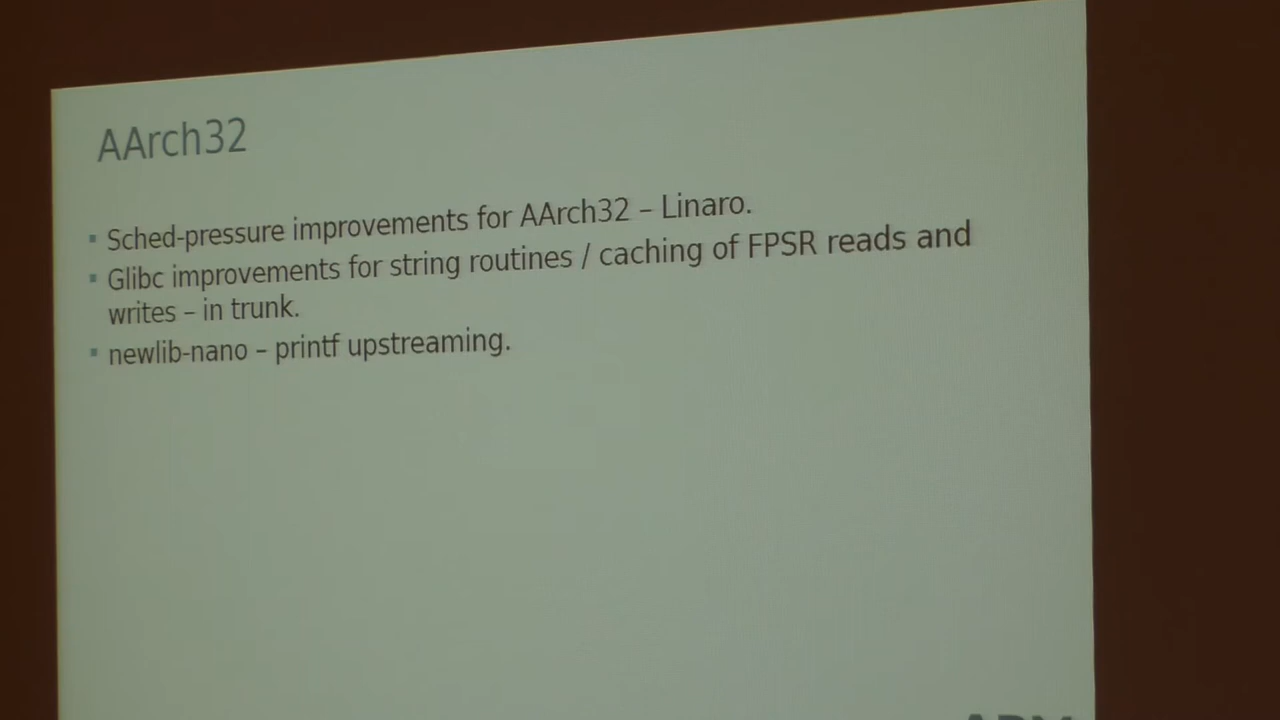 AArch32
Sched-pressure improvements for AArch32 – Linaro.
Glibc improvements for string routines / caching of FPSR reads and
writes – in trunk.
newlib-nano – printf upstreaming.